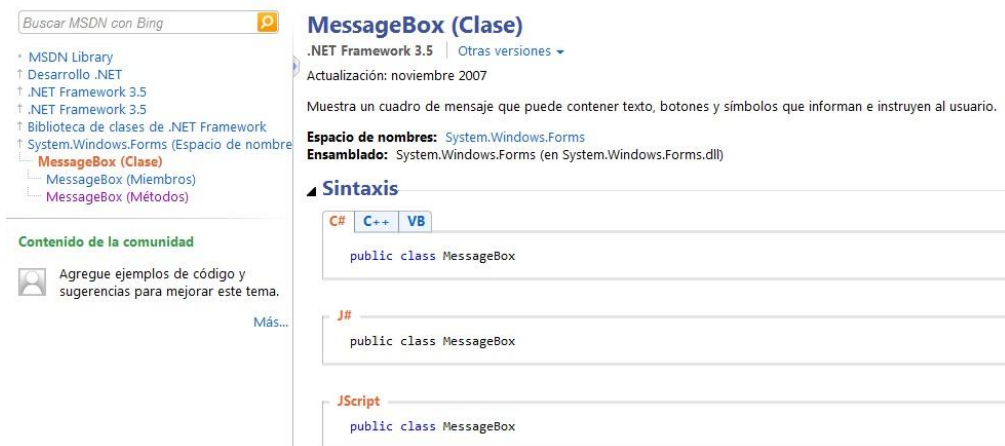 Buscar MSDN con Bing
MSDN Library
Desarrollo .NET
.NET Framework 3.5
.NET Framework 3.5
Biblioteca de clases de .NET Framework
System.Windows.Forms (Espacio de nombre
MessageBox (Clase)
MessageBox (Miembros)
MessageBox (Métodos)
Contenido de la comunidad
Agregue ejemplos de código y
sugerencias para mejorar este tema.
Más...
MessageBox (Clase)
.NET Framework 3.5 | Otras versiones
Actualización: noviembre 2007
Muestra un cuadro de mensaje que puede contener texto, botones y símbolos que informan e instruyen al usuario.
Espacio de nombres: System.Windows.Forms
Ensamblado: System.Windows.Forms (en System.Windows.Forms.dll)
Sintaxis
C# C++ VB
public class MessageBox
J#
public class MessageBox
JScript
public class MessageBox